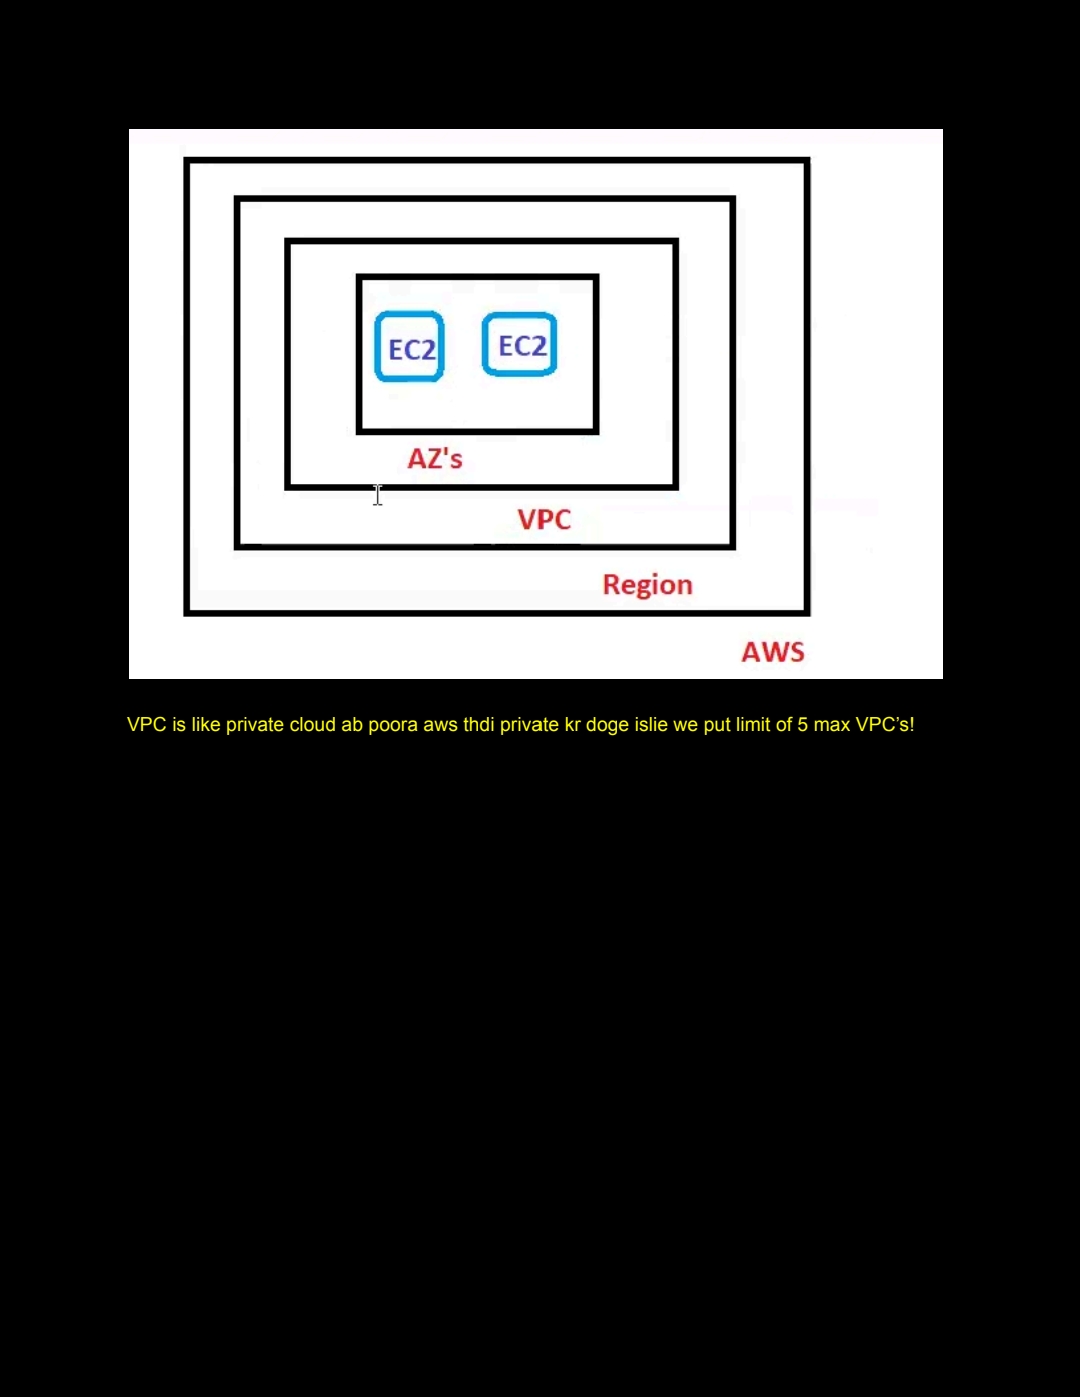 EC2 EC2
AZ's
VPC
Region
AWS
VPC is like private cloud ab poora aws thdi private kr doge islie we put limit of 5 max VPC’s!